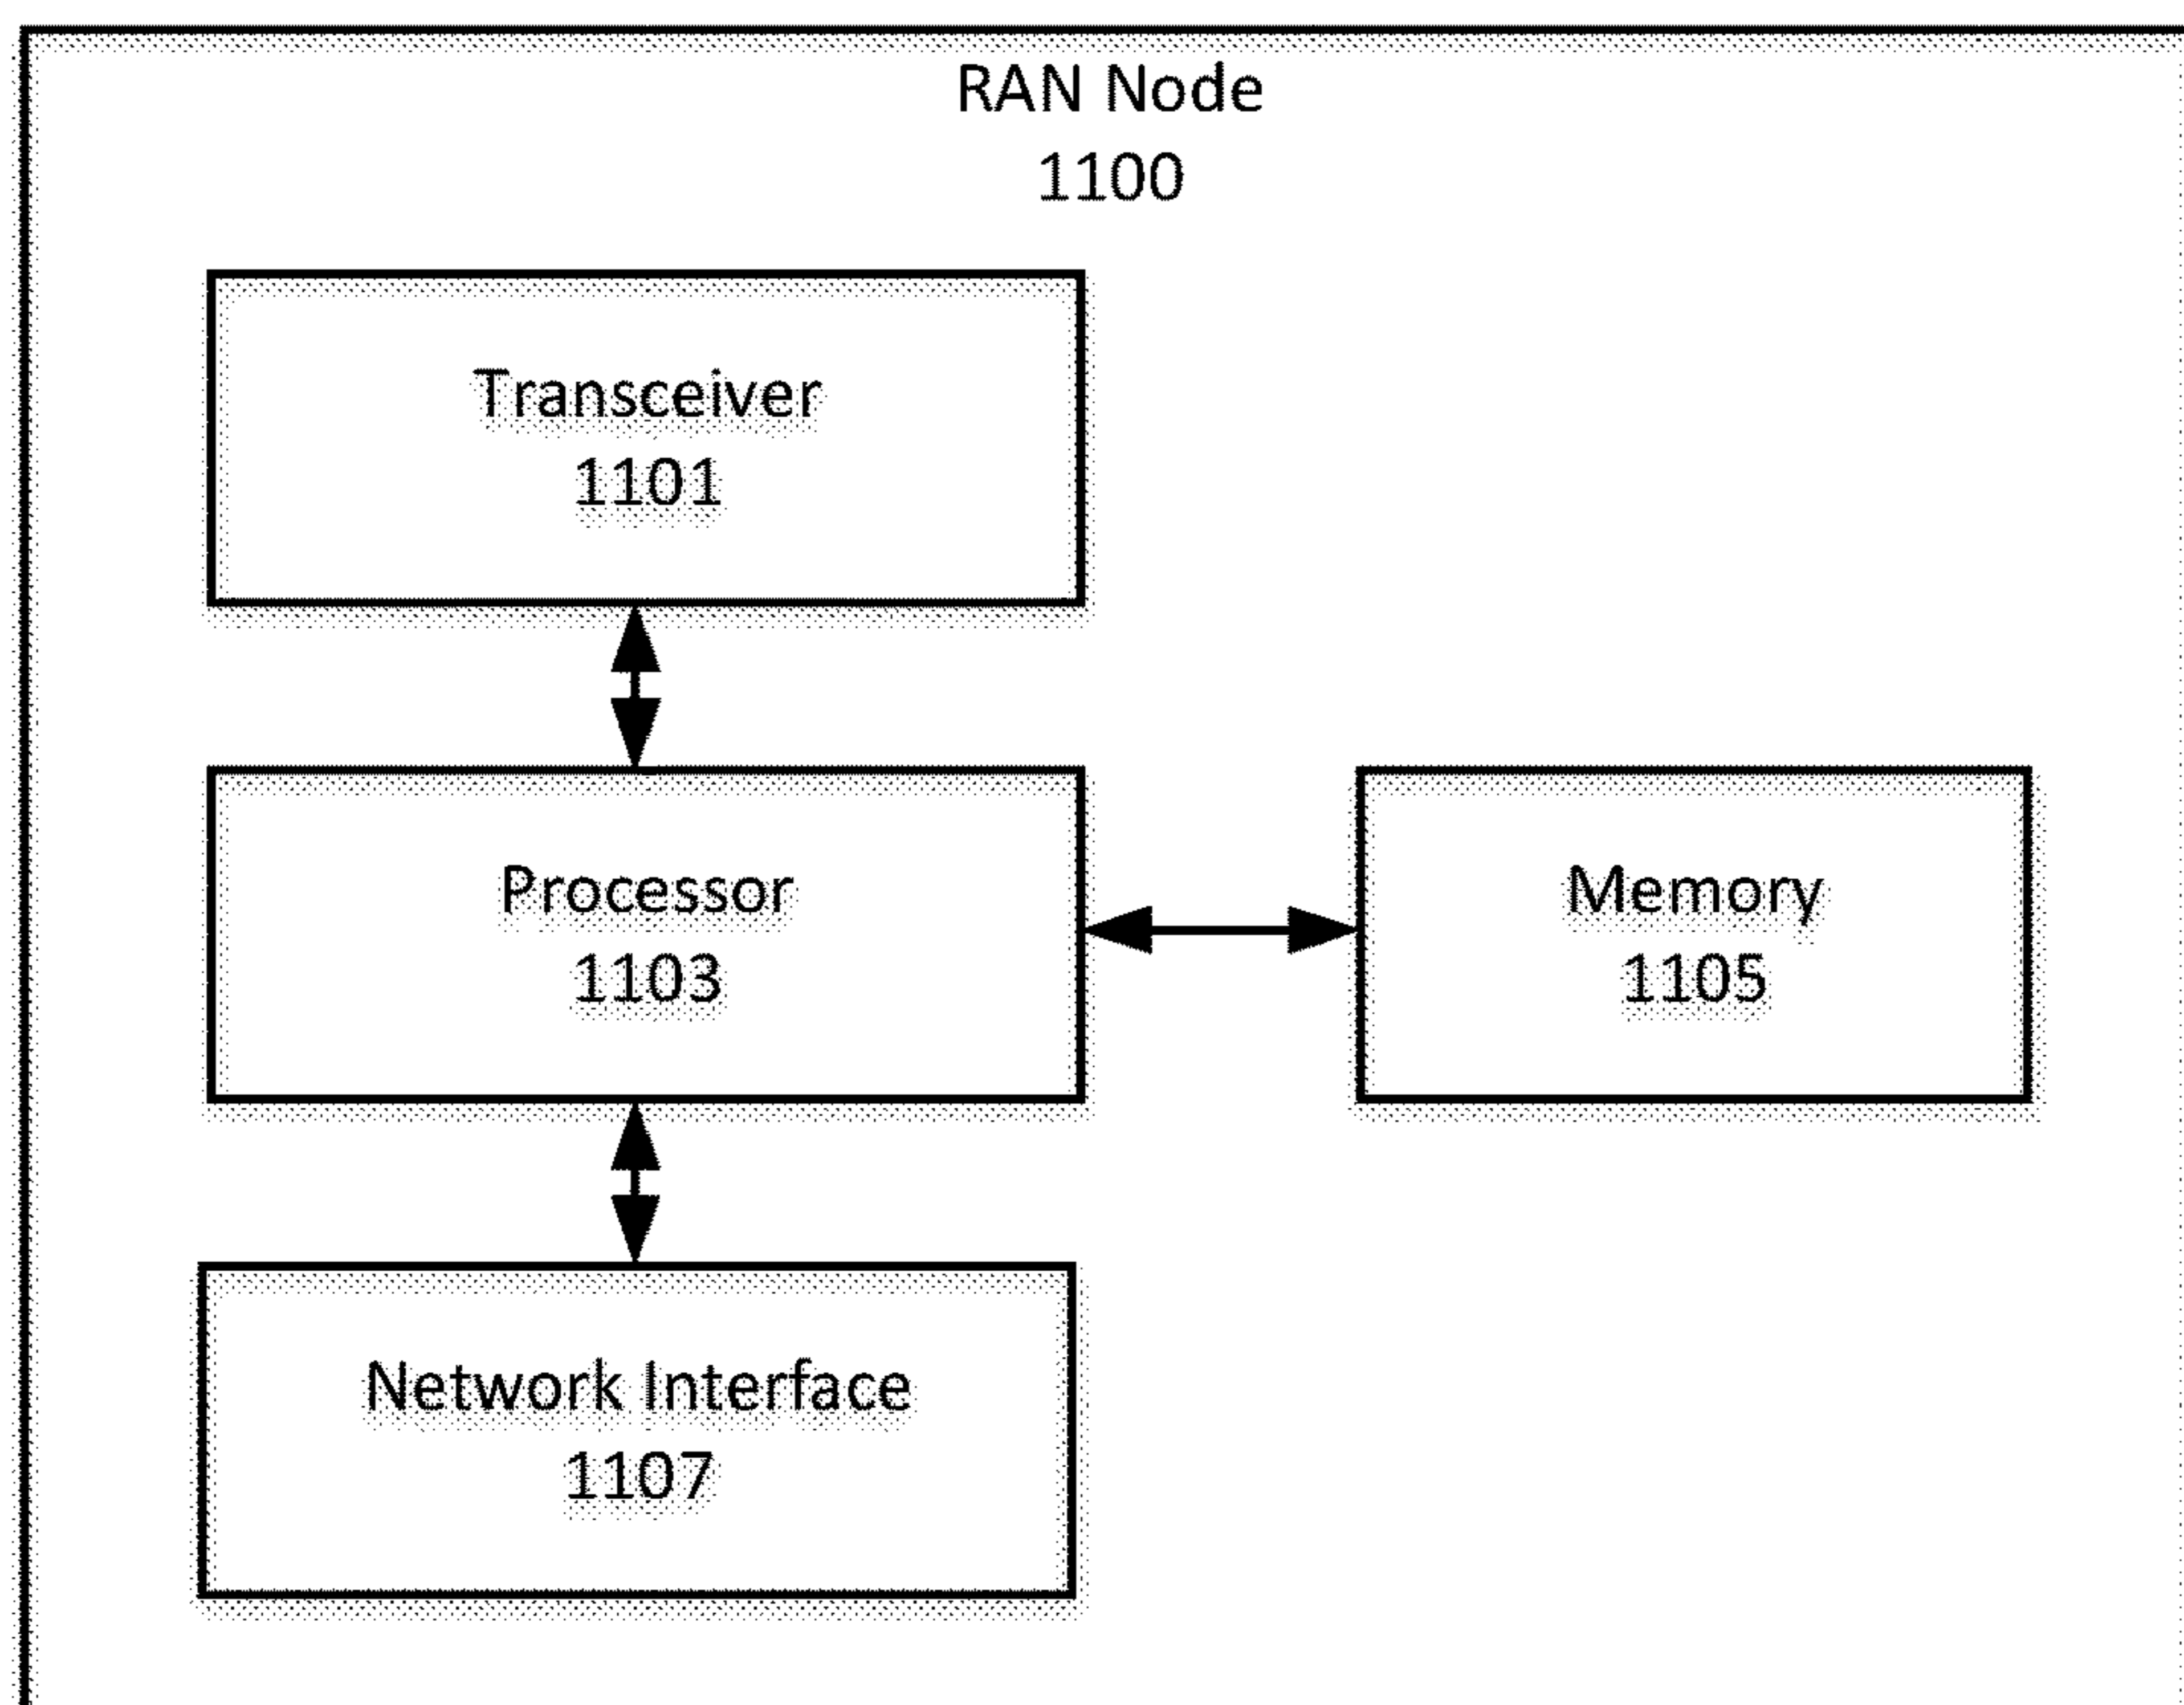 RAN Node
1100
Transceiver
1101
Processor
1103
Memory
1105
Network Interface
1107